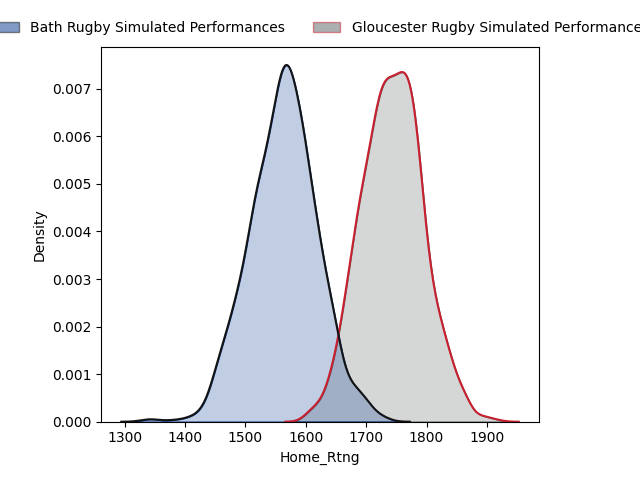 Bath Rugby Simulated Performances Gloucester Rugby Simulated Performance
0.007
0.006
0.005
0.004
0.003
0.002
0.001
0.000
Density
1300 1400 1500 1600 1700 1800 1900
Home_Rtng